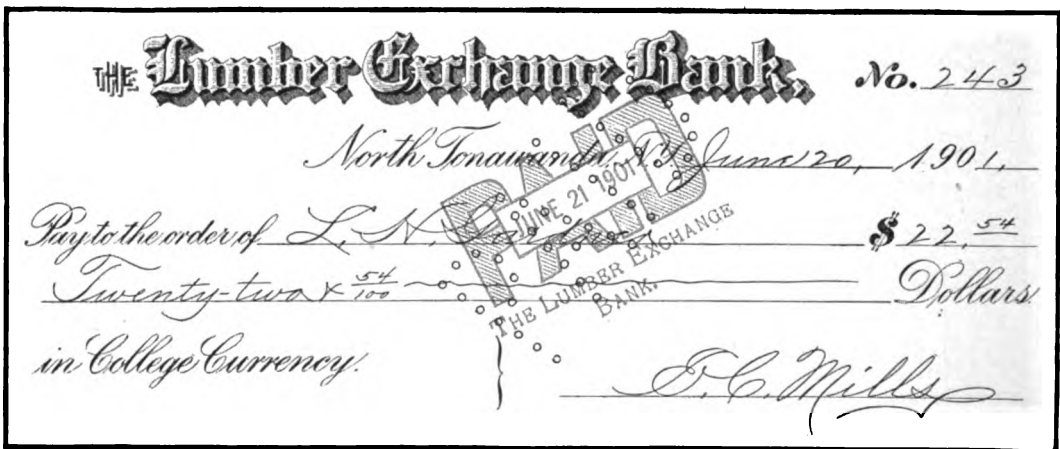 THE Lumber Exchange Bank, No. 243
North Tonawanda, N.Y. June 20, 1901.
Pay to the order of L. N. $ 22.54
Twenty-two & 54/100 Dollars
in College Currency.
F. C. Mills
PAID
JUNE 21 1901
THE LUMBER EXCHANGE
BANK.